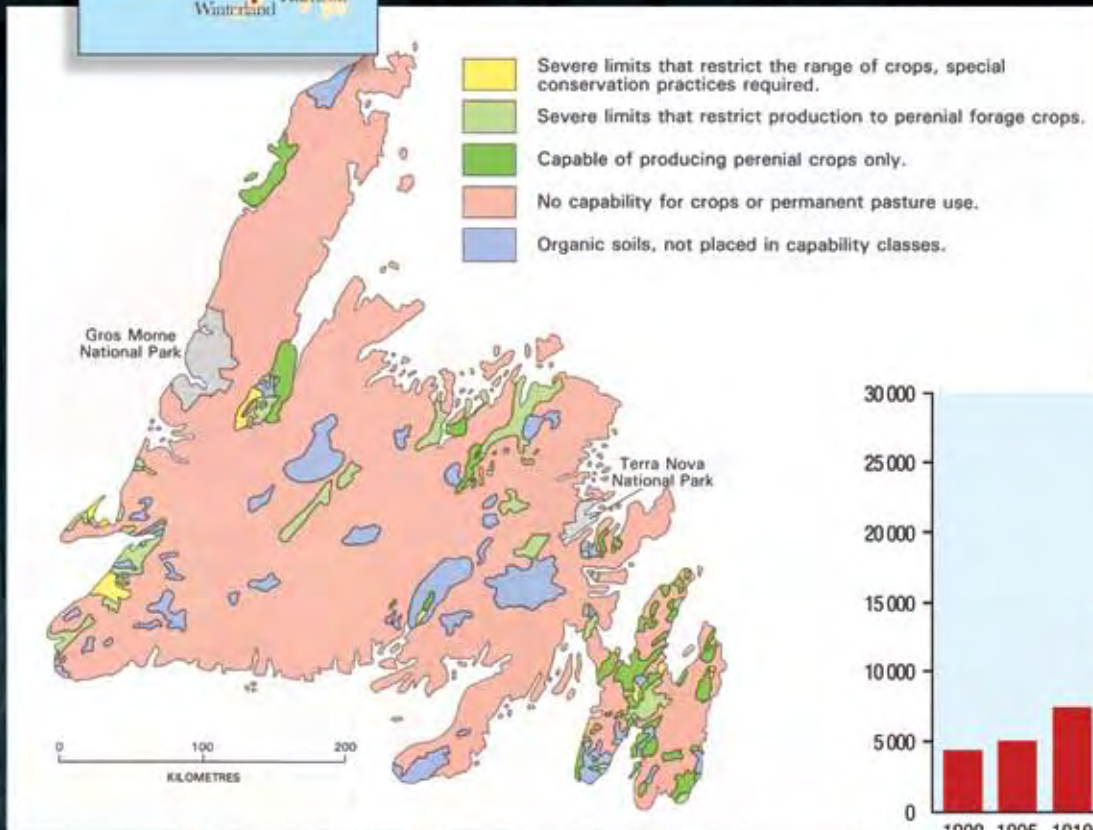 Winterland
Severe limits that restrict the range of crops, special
conservation practices required.
Severe limits that restrict production to perenial forage crops.
Capable of producing perenial crops only.
No capability for crops or permanent pasture use.
Organic soils, not placed in capability classes.
Gros Morne
National Park
Terra Nova
National Park
0 100 200
KILOMETRES
30 000
25 000
20 000
15 000
10 000
5 000
0
1900 1905 1910